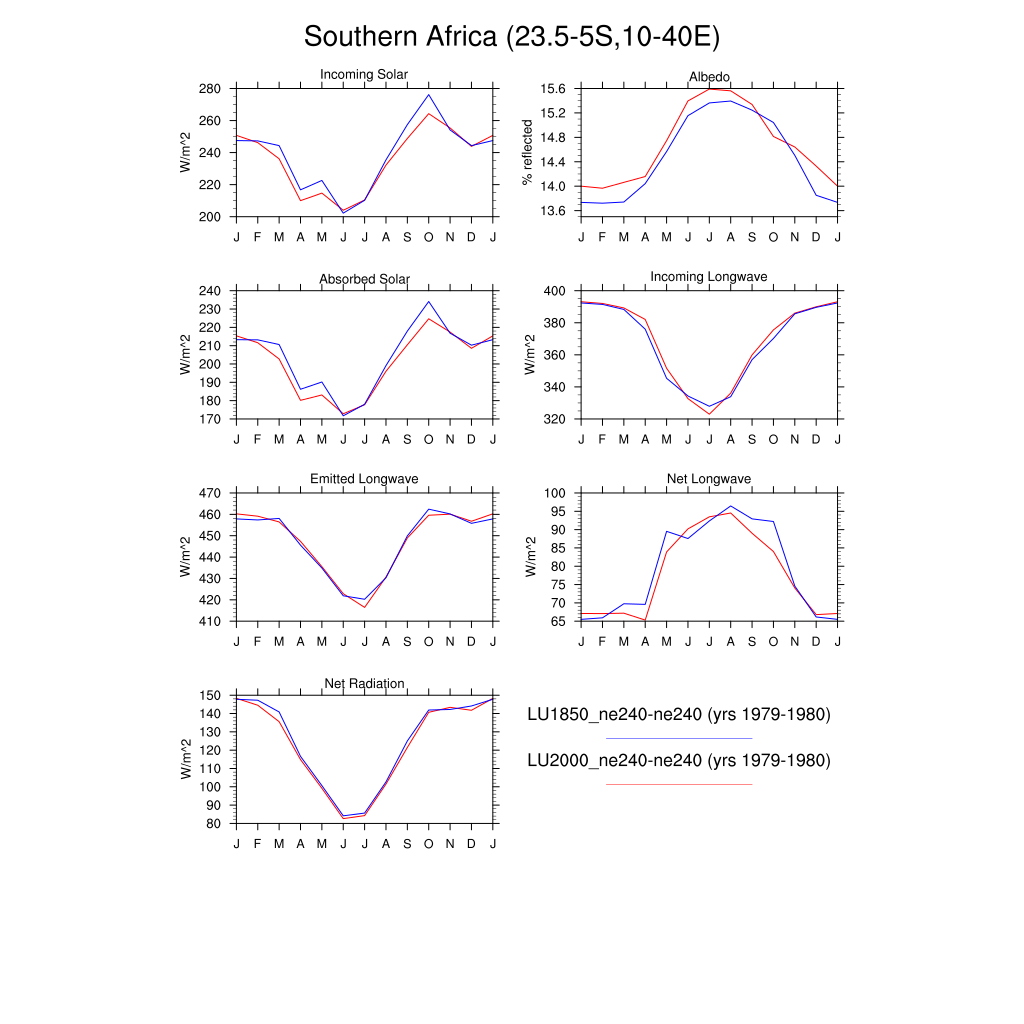 Southern Africa (23.5-5S,10-40E)
Incoming Solar
W/m^2
280
260
240
220
200
J F M A M J J A S O N D J
Albedo
% reflected
15.6
15.2
14.8
14.4
14.0
13.6
J F M A M J J A S O N D J
Absorbed Solar
W/m^2
240
230
220
210
200
190
180
170
J F M A M J J A S O N D J
Incoming Longwave
W/m^2
400
380
360
340
320
J F M A M J J A S O N D J
Emitted Longwave
W/m^2
470
460
450
440
430
420
410
J F M A M J J A S O N D J
Net Longwave
W/m^2
100
95
90
85
80
75
70
65
J F M A M J J A S O N D J
Net Radiation
W/m^2
150
140
130
120
110
100
90
80
J F M A M J J A S O N D J
LU1850_ne240-ne240 (yrs 1979-1980)
LU2000_ne240-ne240 (yrs 1979-1980)